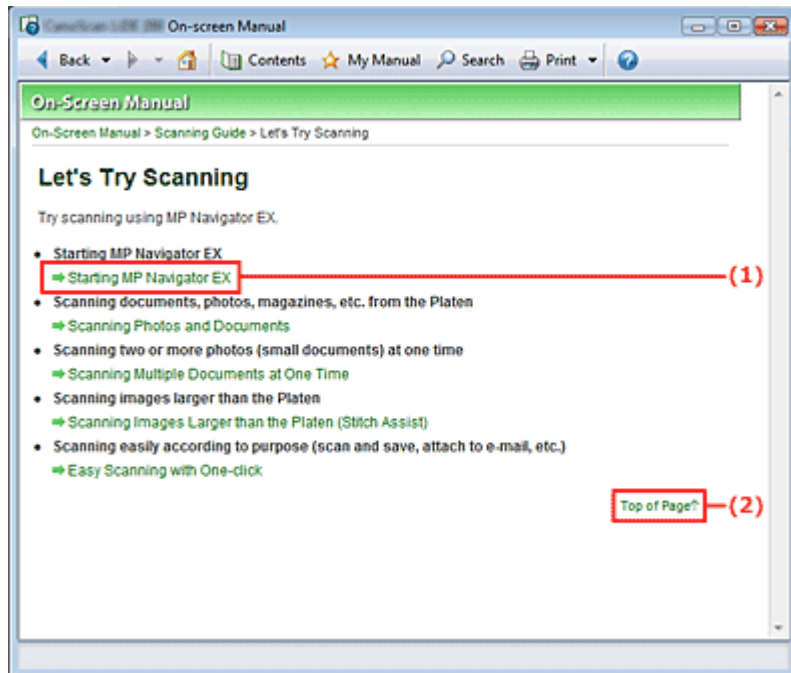 On-screen Manual
Back Contents My Manual Search Print
On-Screen Manual
On-Screen Manual > Scanning Guide > Let's Try Scanning
Let's Try Scanning
Try scanning using MP Navigator EX.
• Starting MP Navigator EX
➡ Starting MP Navigator EX (1)
• Scanning documents, photos, magazines, etc. from the Platen
➡ Scanning Photos and Documents
• Scanning two or more photos (small documents) at one time
➡ Scanning Multiple Documents at One Time
• Scanning images larger than the Platen
➡ Scanning Images Larger than the Platen (Stitch Assist)
• Scanning easily according to purpose (scan and save, attach to e-mail, etc.)
➡ Easy Scanning with One-click
Top of Page↑ (2)